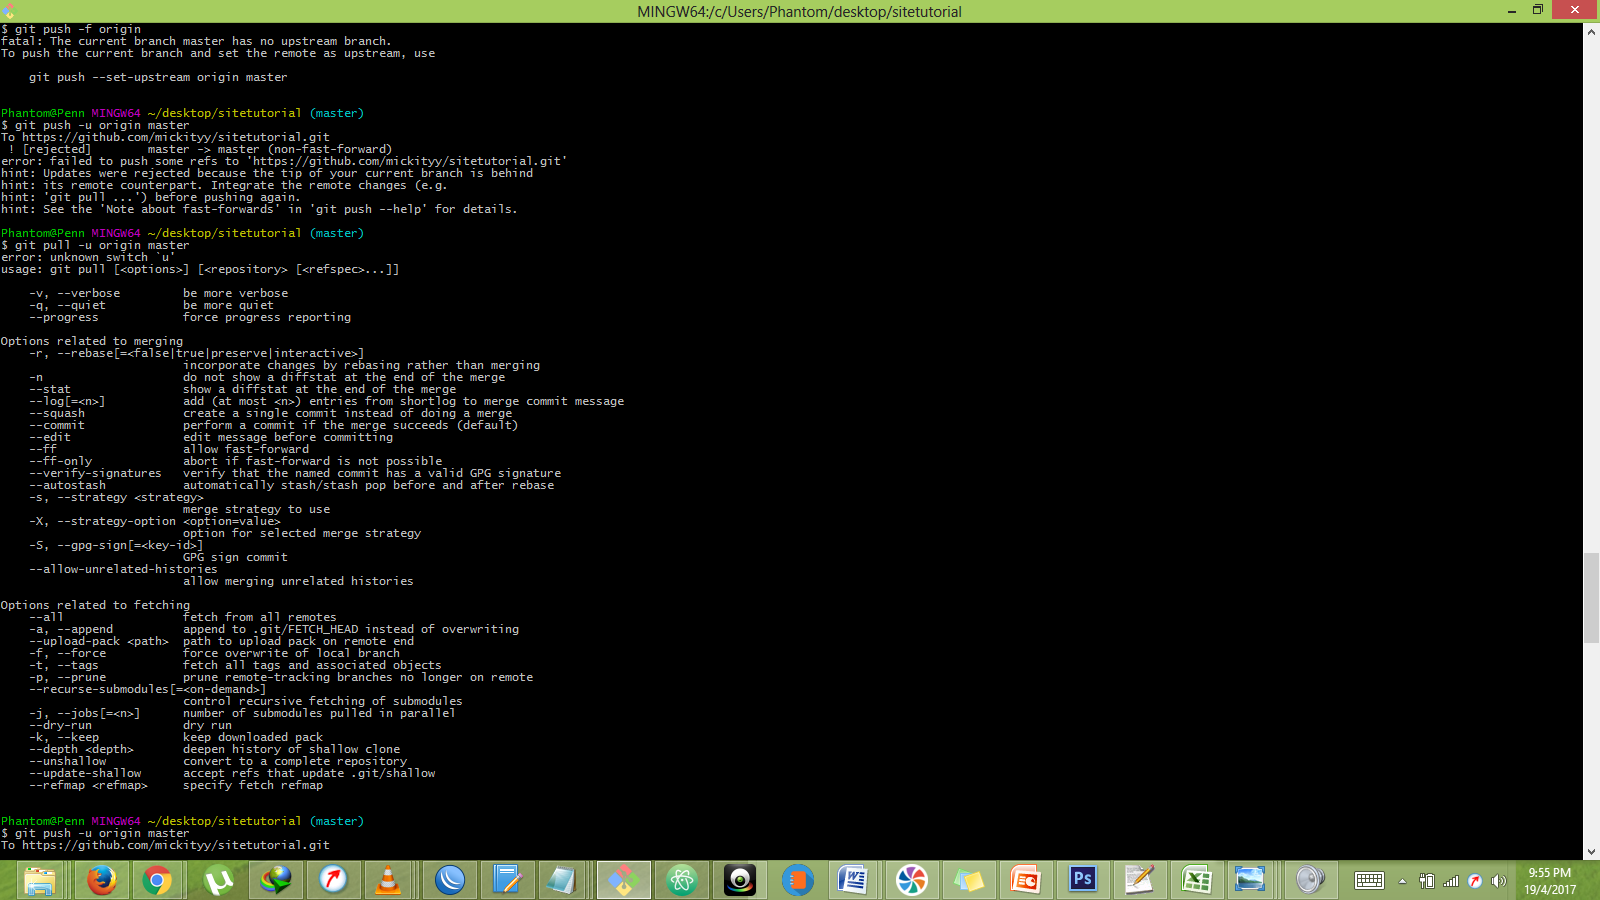 MINGW64:/c/Users/Phantom/desktop/sitetutorial
$ git push -f origin
fatal: The current branch master has no upstream branch.
To push the current branch and set the remote as upstream, use
    git push --set-upstream origin master
Phantom@Penn MINGW64 ~/desktop/sitetutorial (master)
$ git push -u origin master
To https://github.com/mickityy/sitetutorial.git
 ! [rejected]        master -> master (non-fast-forward)
error: failed to push some refs to 'https://github.com/mickityy/sitetutorial.git'
hint: Updates were rejected because the tip of your current branch is behind
hint: its remote counterpart. Integrate the remote changes (e.g.
hint: 'git pull ...') before pushing again.
hint: See the 'Note about fast-forwards' in 'git push --help' for details.
Phantom@Penn MINGW64 ~/desktop/sitetutorial (master)
$ git pull -u origin master
error: unknown switch `u'
usage: git pull [<options>] [<repository> [<refspec>...]]
    -v, --verbose         be more verbose
    -q, --quiet           be more quiet
    --progress            force progress reporting
Options related to merging
    -r, --rebase[=<false|true|preserve|interactive>]
                          incorporate changes by rebasing rather than merging
    -n                    do not show a diffstat at the end of the merge
    --stat                show a diffstat at the end of the merge
    --log[=<n>]           add (at most <n>) entries from shortlog to merge commit message
    --squash              create a single commit instead of doing a merge
    --commit              perform a commit if the merge succeeds (default)
    --edit                edit message before committing
    --ff                  allow fast-forward
    --ff-only             abort if fast-forward is not possible
    --verify-signatures   verify that the named commit has a valid GPG signature
    --autostash           automatically stash/stash pop before and after rebase
    -s, --strategy <strategy>
                          merge strategy to use
    -X, --strategy-option <option=value>
                          option for selected merge strategy
    -S, --gpg-sign[=<key-id>]
                          GPG sign commit
    --allow-unrelated-histories
                          allow merging unrelated histories
Options related to fetching
    --all                 fetch from all remotes
    -a, --append          append to .git/FETCH_HEAD instead of overwriting
    --upload-pack <path>  path to upload pack on remote end
    -f, --force           force overwrite of local branch
    -t, --tags            fetch all tags and associated objects
    -p, --prune           prune remote-tracking branches no longer on remote
    --recurse-submodules[=<on-demand>]
                          control recursive fetching of submodules
    -j, --jobs[=<n>]      number of submodules pulled in parallel
    --dry-run             dry run
    -k, --keep            keep downloaded pack
    --depth <depth>       deepen history of shallow clone
    --unshallow           convert to a complete repository
    --update-shallow      accept refs that update .git/shallow
    --refmap <refmap>     specify fetch refmap
Phantom@Penn MINGW64 ~/desktop/sitetutorial (master)
$ git push -u origin master
To https://github.com/mickityy/sitetutorial.git
Ps
9:55 PM
19/4/2017